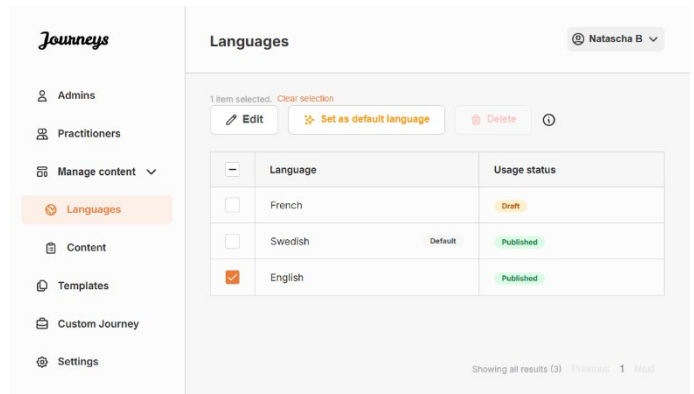 Journeys
Languages
Natascha B
Admins
Practitioners
Manage content
Languages
Content
Templates
Custom Journey
Settings
1 item selected. Clear selection
Edit
Set as default language
Delete
Language Usage status
French Draft
Swedish Default Published
English Published
Showing all results (3) Previous 1 Next